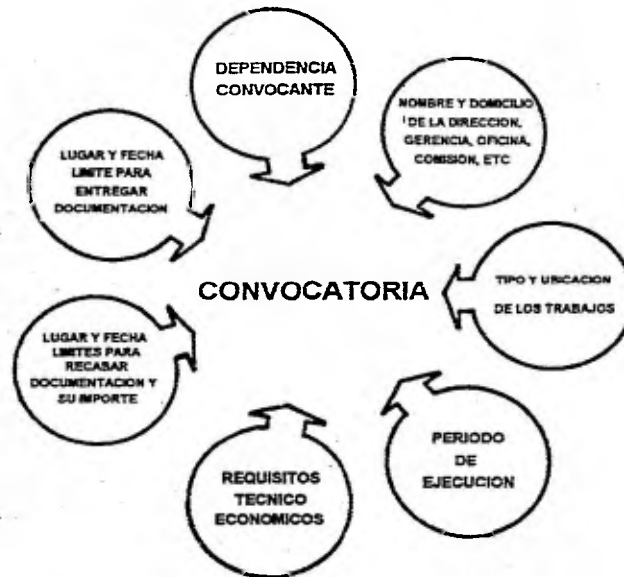 DEPENDENCIA
CONVOCANTE
NOMBRE Y DOMICILIO
DE LA DIRECCION,
GERENCIA, OFICINA,
COMISIÓN, ETC
LUGAR Y FECHA
LIMITE PARA
ENTREGAR
DOCUMENTACION
CONVOCATORIA
TIPO Y UBICACION
DE LOS TRABAJOS
LUGAR Y FECHA
LIMITES PARA
RECABAR
DOCUMENTACION Y
SU IMPORTE
PERIODO
DE
EJECUCION
REQUISITOS
TECNICO
ECONOMICOS